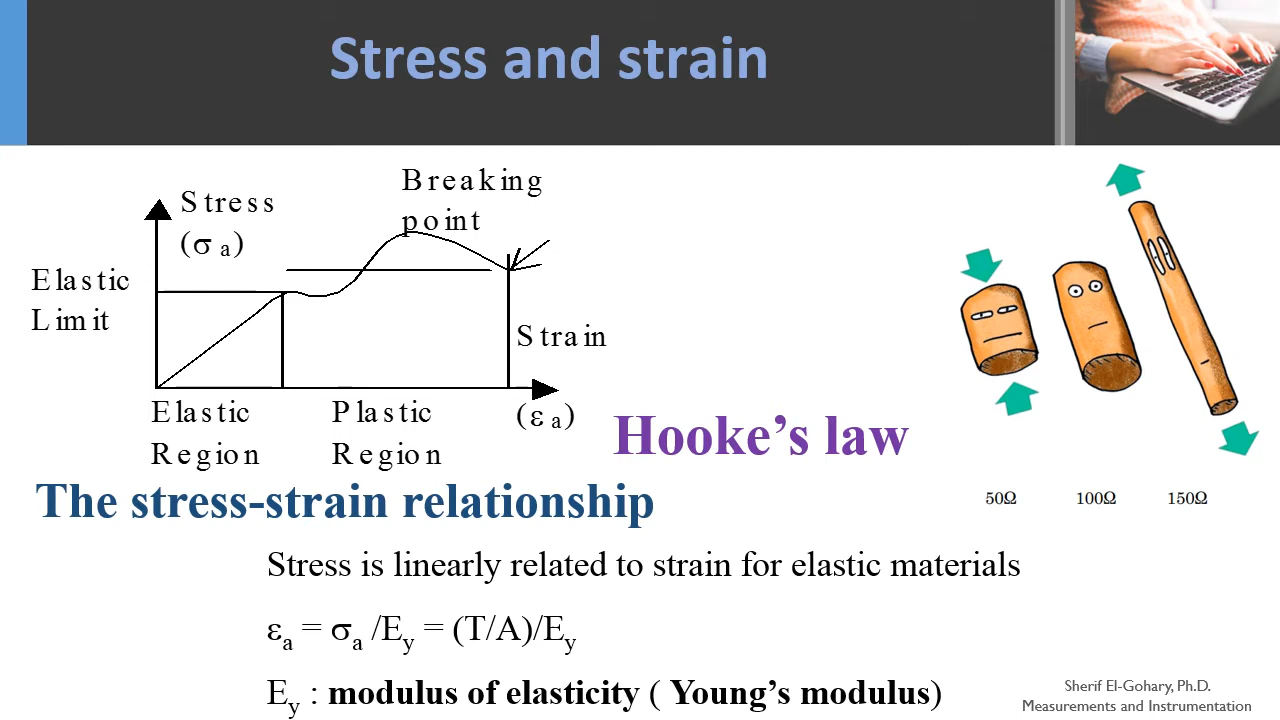 Stress and strain
Stress
(σ a)
Breaking
point
Elastic
Limit
Strain
(ε a)
Elastic
Region
Plastic
Region
Hooke’s law
50Ω
100Ω
150Ω
The stress-strain relationship
Stress is linearly related to strain for elastic materials
εa = σa /Ey = (T/A)/Ey
Ey : modulus of elasticity ( Young’s modulus)
Sherif El-Gohary, Ph.D.
Measurements and Instrumentation